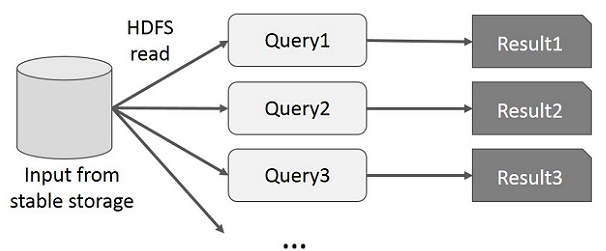 HDFS
read
Query1
Result1
Query2
Result2
Query3
Result3
Input from
stable storage
...